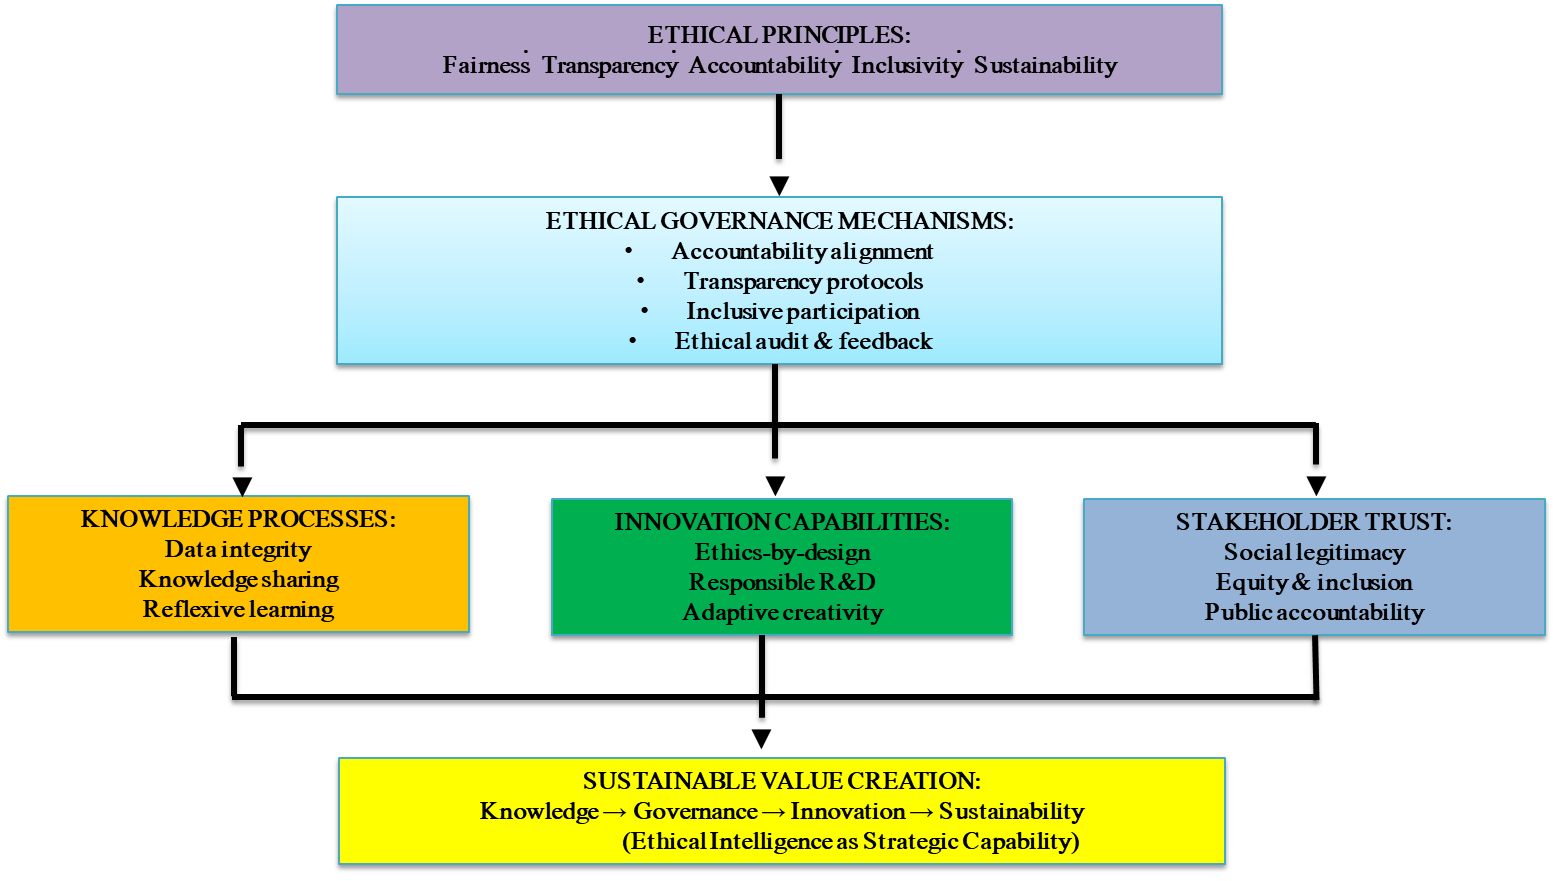 ETHICAL PRINCIPLES:
Fairness · Transparency · Accountability · Inclusivity · Sustainability
ETHICAL GOVERNANCE MECHANISMS:
• Accountability alignment
• Transparency protocols
• Inclusive participation
• Ethical audit & feedback
KNOWLEDGE PROCESSES:
Data integrity
Knowledge sharing
Reflexive learning
INNOVATION CAPABILITIES:
Ethics-by-design
Responsible R&D
Adaptive creativity
STAKEHOLDER TRUST:
Social legitimacy
Equity & inclusion
Public accountability
SUSTAINABLE VALUE CREATION:
Knowledge → Governance → Innovation → Sustainability
(Ethical Intelligence as Strategic Capability)